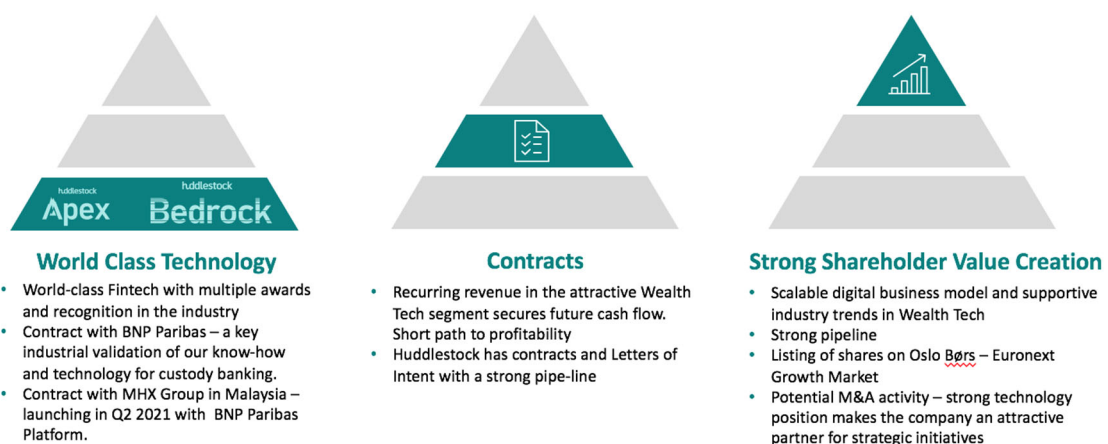 huddlestock
Apex
huddlestock
Bedrock
World Class Technology
• World-class Fintech with multiple awards
and recognition in the industry
• Contract with BNP Paribas – a key
industrial validation of our know-how
and technology for custody banking.
• Contract with MHX Group in Malaysia –
launching in Q2 2021 with  BNP Paribas
Platform.
Contracts
• Recurring revenue in the attractive Wealth
Tech segment secures future cash flow.
Short path to profitability
• Huddlestock has contracts and Letters of
Intent with a strong pipe-line
Strong Shareholder Value Creation
• Scalable digital business model and supportive
industry trends in Wealth Tech
• Strong pipeline
• Listing of shares on Oslo Børs – Euronext
Growth Market
• Potential M&A activity – strong technology
position makes the company an attractive
partner for strategic initiatives